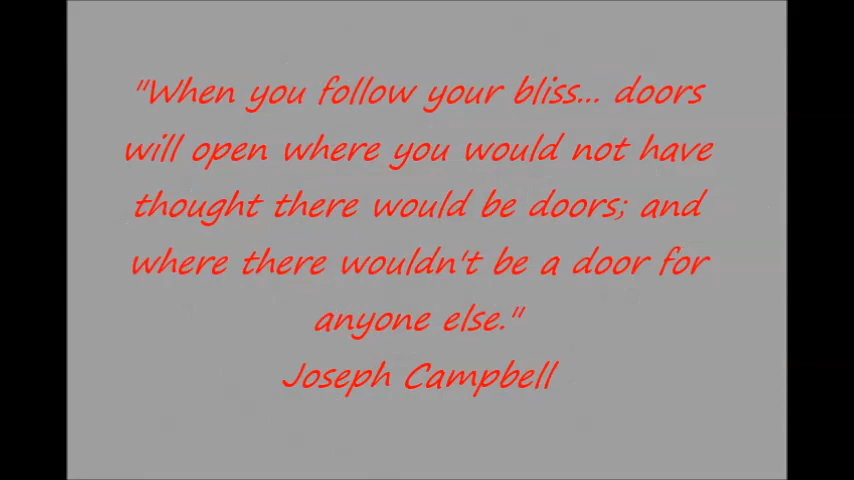 "When you follow your bliss... doors
will open where you would not have
thought there would be doors; and
where there wouldn't be a door for
anyone else."
Joseph Campbell